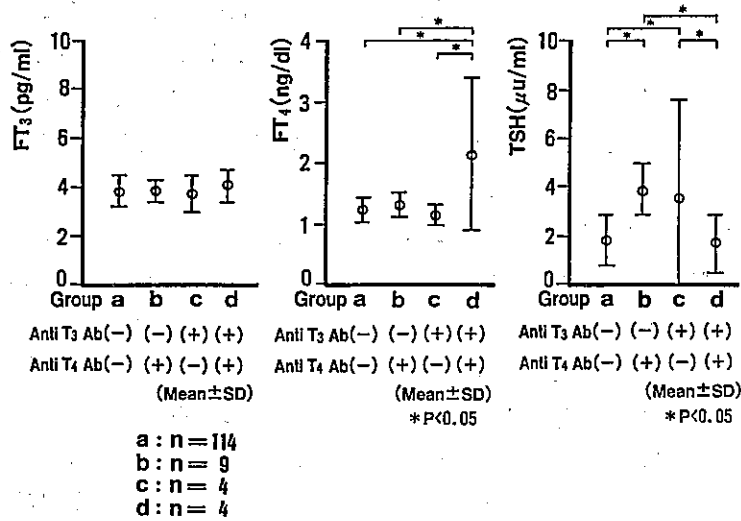 FT₃(pg/ml)
10
8
6
4
2
0
Group a b c d
Anti T₃ Ab(-) (-) (+) (+)
Anti T₄ Ab(-) (+) (-) (+)
(Mean±SD)
a : n=114
b : n= 9
c : n= 4
d : n= 4
FT₄(ng/dl)
4
3
2
1
0
*
*
*
Group a b c d
Anti T₃ Ab(-) (-) (+) (+)
Anti T₄ Ab(-) (+) (-) (+)
(Mean±SD)
*P<0.05
TSH(μu/ml)
10
8
6
4
2
0
*
*
*
*
Group a b c d
Anti T₃ Ab(-) (-) (+) (+)
Anti T₄ Ab(-) (+) (-) (+)
(Mean±SD)
*P<0.05